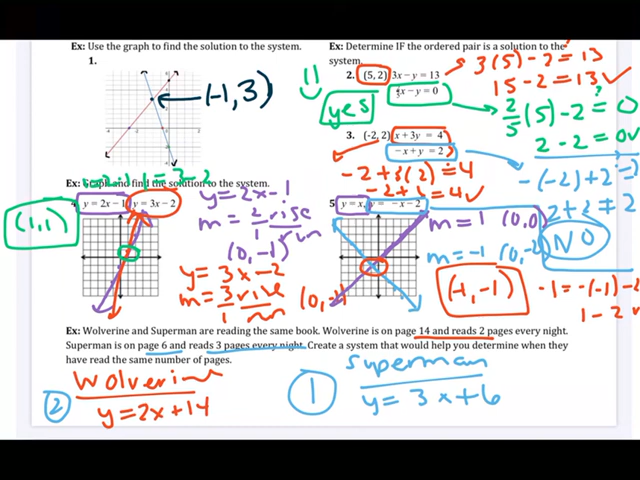 Ex: Use the graph to find the solution to the system.
1.
(-1, 3)
Ex: Determine IF the ordered pair is a solution to the
system.
2. (5, 2) 3x – y = 13
x – y = 0
yes
3(5) - 2 = 13
15 - 2 = 13 ✓
2/5 (5) - 2 = 0
2 - 2 = 0 ✓
3. (-2, 2) x + 3y = 4
−x + y = 2
-2 + 3(2) = 4
-2 + 6 = 4 ✓
-(-2) + 2 = 2
2 + 2 ≠ 2
NO
find the solution to the system.
y = 2x – 1 y = 3x – 2
(1, 1)
y = 2x - 1
m = 2/1 rise/run
(0, -1)
y = 3x - 2
m = 3/1 rise/run
5 y = x, y = −x – 2
m = 1 (0, 0)
m = -1 (0, -2)
(-1, -1)
-1 = -(-1) - 2
1 - 2 ✓
Ex: Wolverine and Superman are reading the same book. Wolverine is on page 14 and reads 2 pages every night.
Superman is on page 6 and reads 3 pages every night. Create a system that would help you determine when they
have read the same number of pages.
2 Wolverine
y = 2x + 14
1 Superman
y = 3x + 6